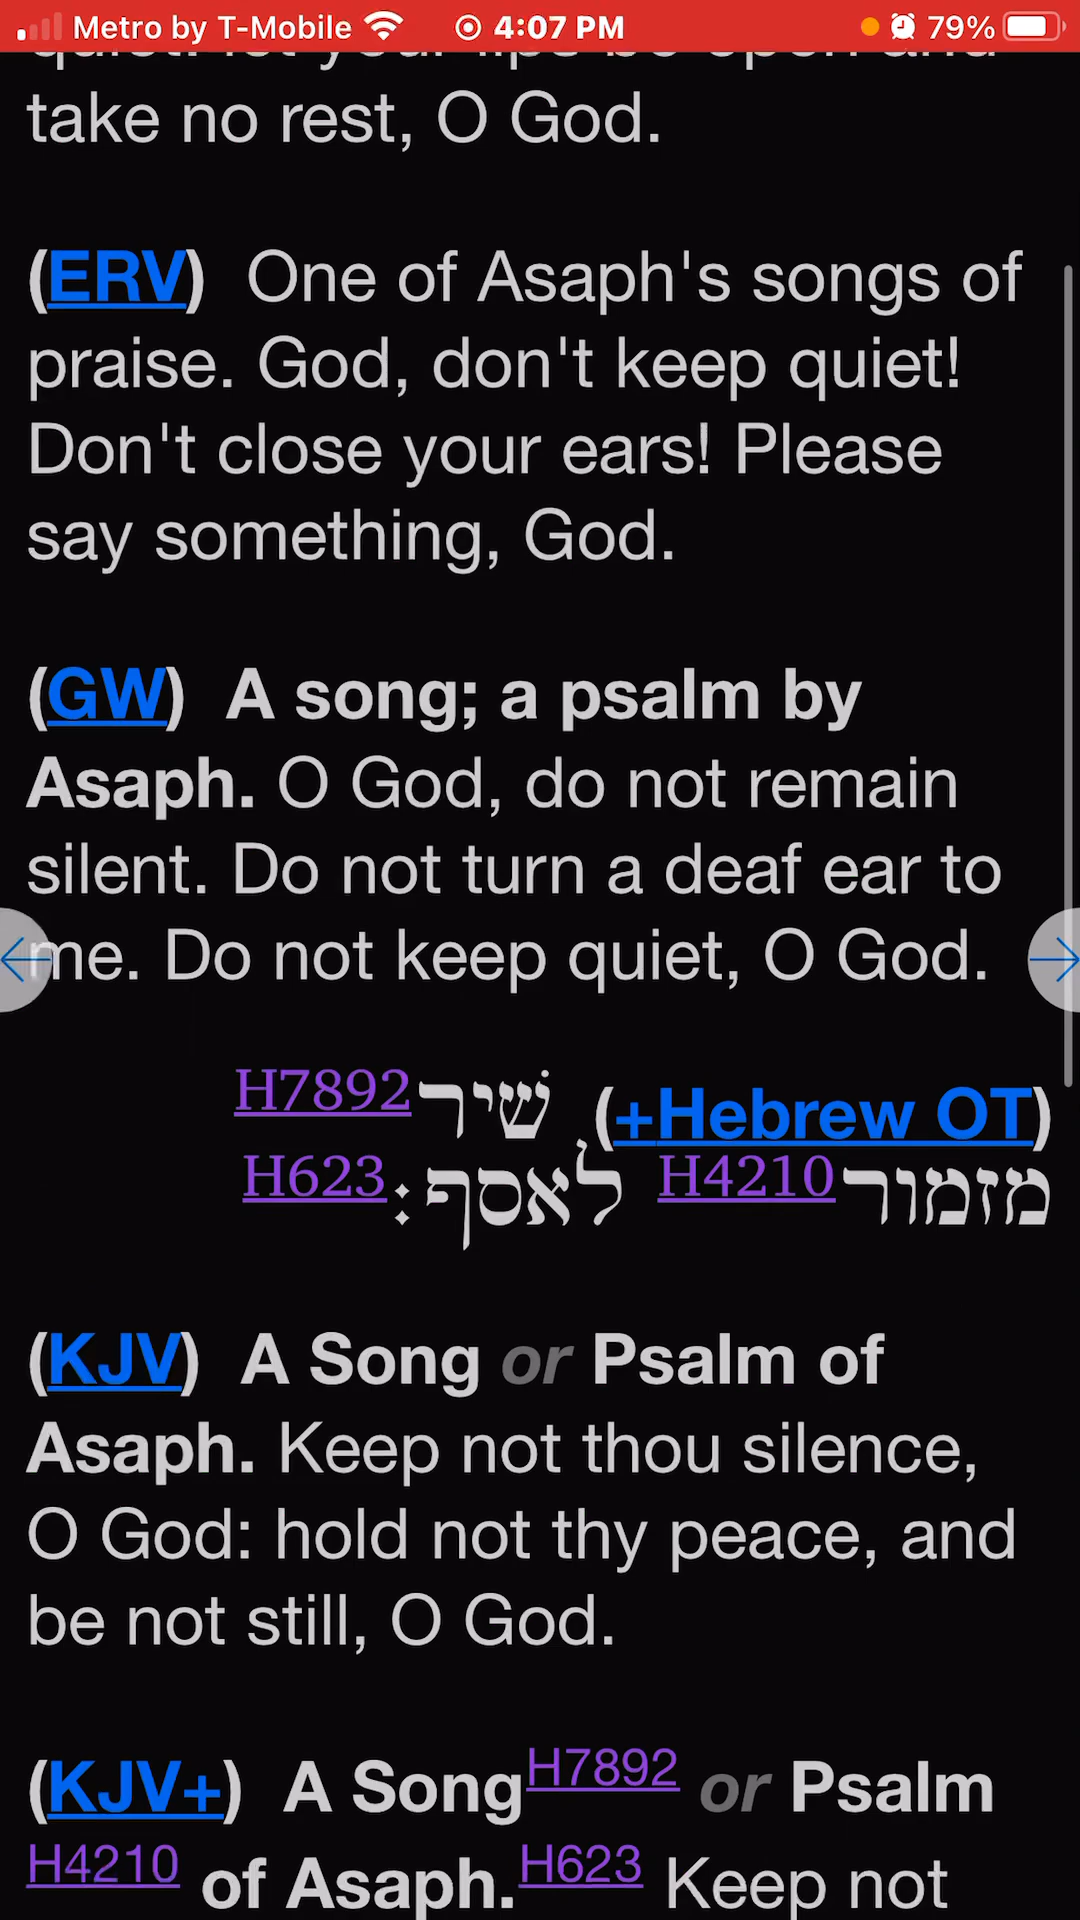 Metro by T-Mobile 4:07 PM 79%
take no rest, O God.
(ERV) One of Asaph's songs of
praise. God, don't keep quiet!
Don't close your ears! Please
say something, God.
(GW) A song; a psalm by
Asaph. O God, do not remain
silent. Do not turn a deaf ear to
me. Do not keep quiet, O God.
(+Hebrew OT) שׁיר H7892
מזמור H4210 לאסף׃ H623
(KJV) A Song or Psalm of
Asaph. Keep not thou silence,
O God: hold not thy peace, and
be not still, O God.
(KJV+) A Song H7892 or Psalm
H4210 of Asaph. H623 Keep not